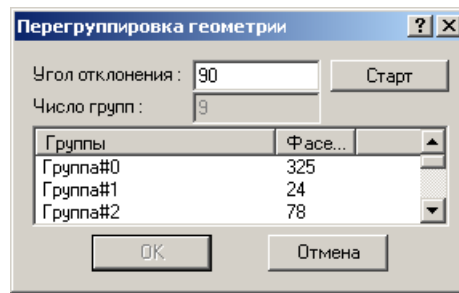 Перегруппировка геометрии ? ×
Угол отклонения : 90 Старт
Число групп : 9
Группы Фасе...
Группа#0 325
Группа#1 24
Группа#2 78
OK Отмена